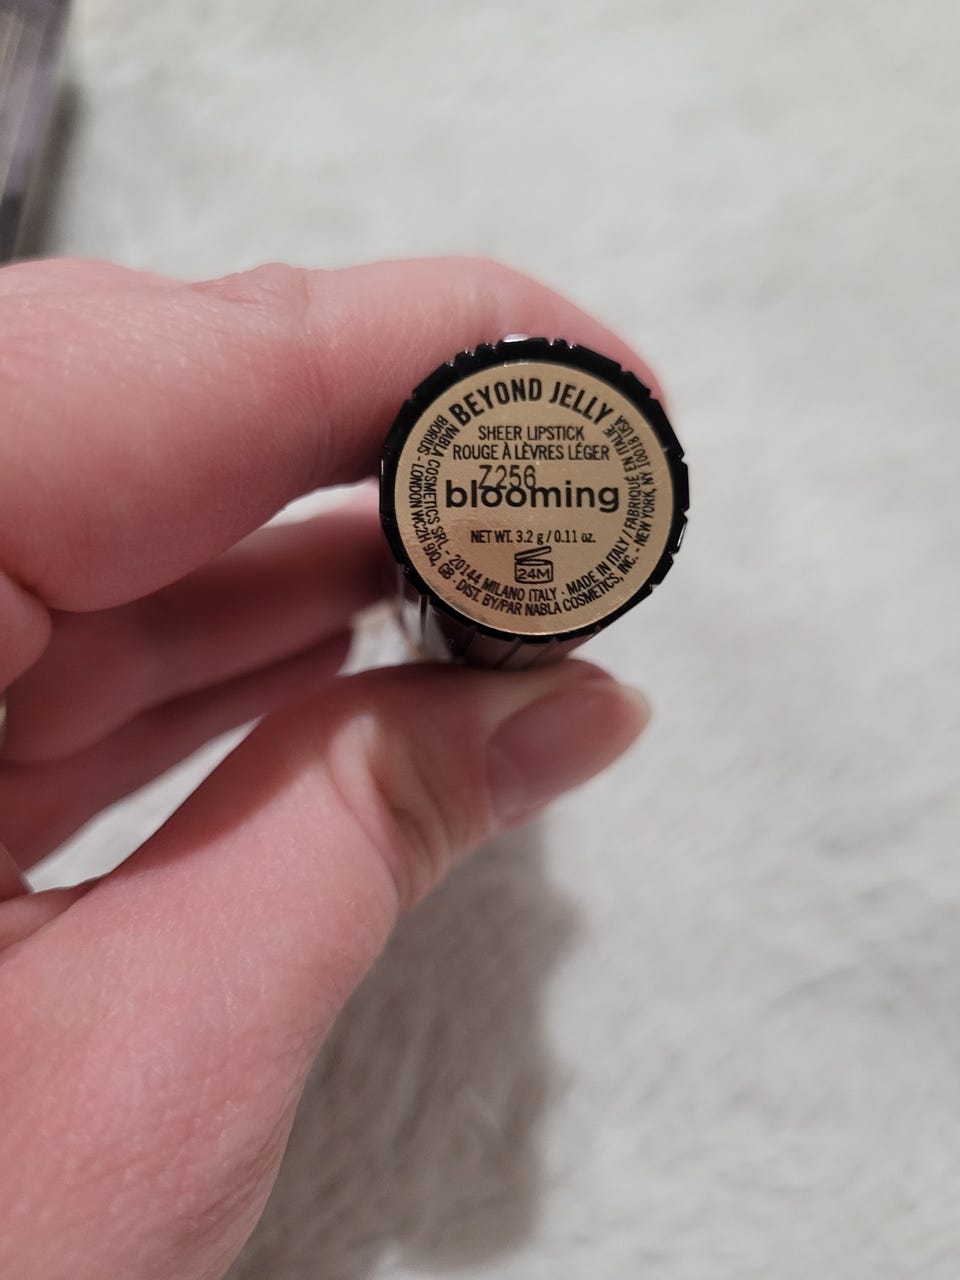 BEYOND JELLY
SHEER LIPSTICK
ROUGE À LÈVRES LÉGER
Z256
blooming
NET WT. 3.2 g / 0.11 oz.
24M
NABLA COSMETICS SRL - 20144 MILANO ITALY · MADE IN ITALY / FABRIQUÉ EN ITALIE
BIORIUS - LONDON WC2H 9JQ, GB · DIST. BY/PAR NABLA COSMETICS, INC. - NEW YORK, NY 10018 USA